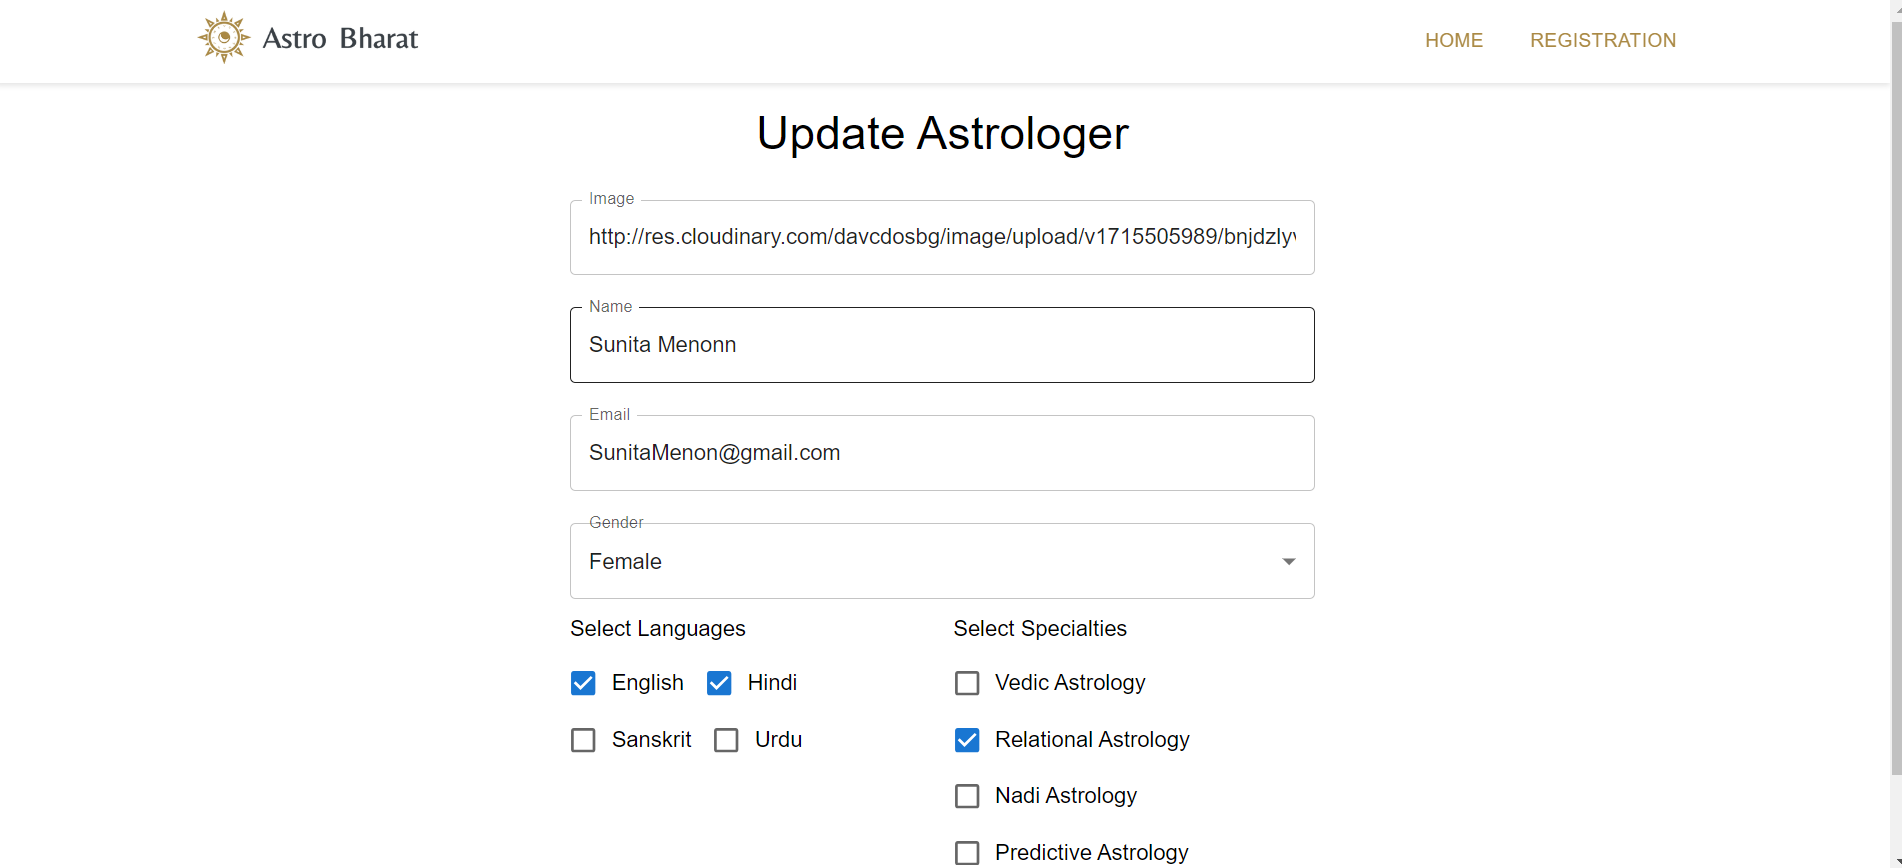 Astro Bharat
HOME REGISTRATION
Update Astrologer
Image
http://res.cloudinary.com/davcdosbg/image/upload/v1715505989/bnjdzlyv
Name
Sunita Menonn
Email
SunitaMenon@gmail.com
Gender
Female
Select Languages
English Hindi
Sanskrit Urdu
Select Specialties
Vedic Astrology
Relational Astrology
Nadi Astrology
Predictive Astrology